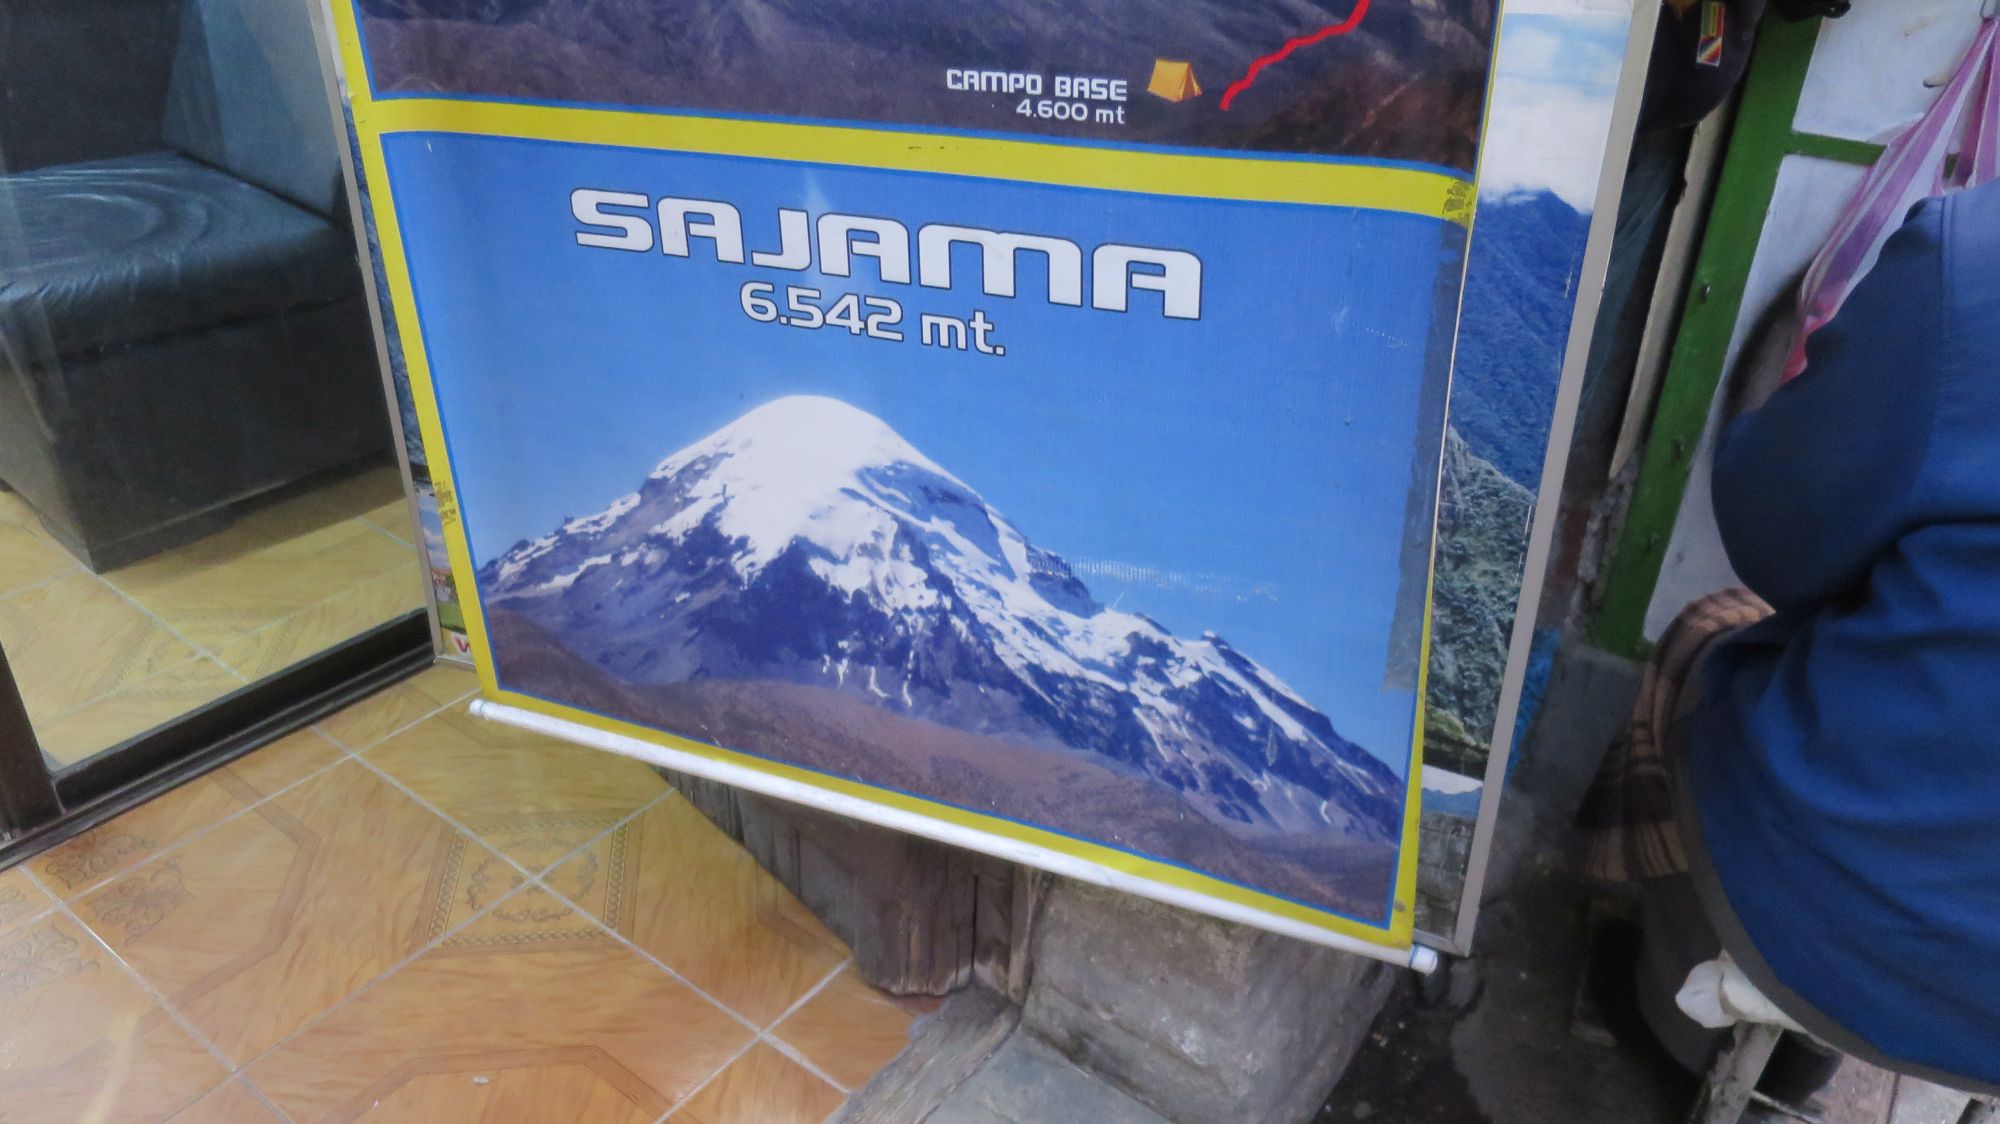 CAMPO BASE
4.600 mt
SAJAMA
6.542 mt.